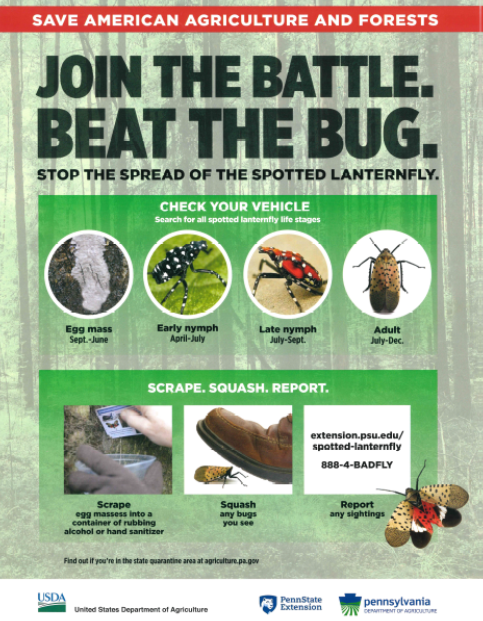 SAVE AMERICAN AGRICULTURE AND FORESTS
JOIN THE BATTLE.
BEAT THE BUG.
STOP THE SPREAD OF THE SPOTTED LANTERNFLY.
CHECK YOUR VEHICLE
Search for all spotted lanternfly life stages
Egg mass
Sept.-June
Early nymph
April-July
Late nymph
July-Sept.
Adult
July-Dec.
SCRAPE. SQUASH. REPORT.
extension.psu.edu/
spotted-lanternfly
888-4-BADFLY
Scrape
egg massess into a
container of rubbing
alcohol or hand sanitizer
Squash
any bugs
you see
Report
any sightings
Find out if you're in the state quarantine area at agriculture.pa.gov
USDA
United States Department of Agriculture
PennState
Extension
pennsylvania
DEPARTMENT OF AGRICULTURE